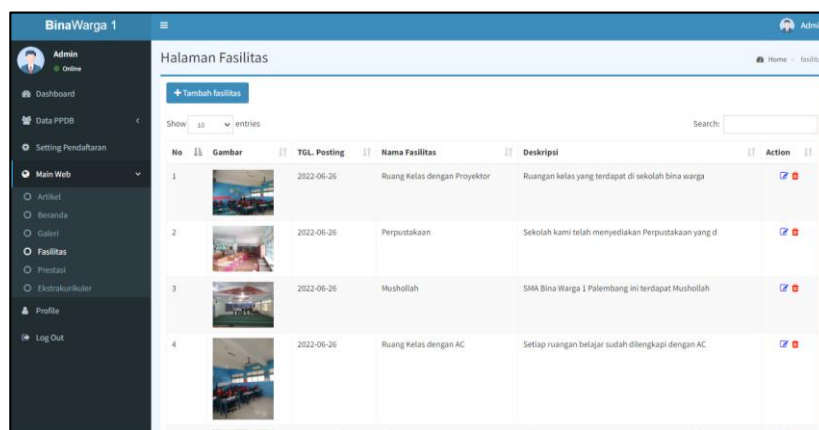 BinaWarga 1
Admin
Online
Dashboard
Data PPDB
Setting Pendaftaran
Main Web
Artikel
Beranda
Galeri
Fasilitas
Prestasi
Ekstrakurikuler
Profile
Log Out
Halaman Fasilitas
Home
Tambah fasilitas
Show 10 entries
Search:
No Gambar TGL. Posting Nama Fasilitas Deskripsi Action
1 2022-06-26 Ruang Kelas dengan Proyektor Ruangan kelas yang terdapat di sekolah bina warga
2 2022-06-26 Perpustakaan Sekolah kami telah menyediakan Perpustakaan yang d
3 2022-06-26 Mushollah SMA Bina Warga 1 Palembang ini terdapat Mushollah
4 2022-06-26 Ruang Kelas dengan AC Setiap ruangan belajar sudah dilengkapi dengan AC